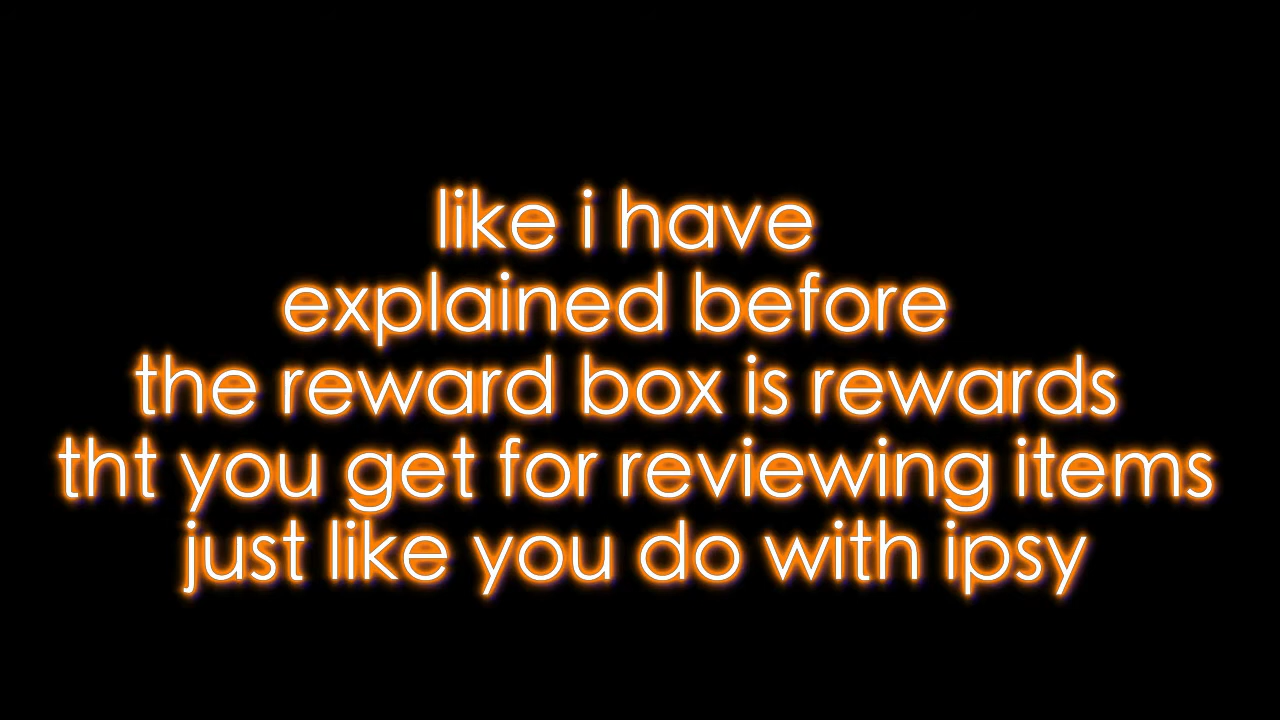 like i have
explained before
the reward box is rewards
tht you get for reviewing items
just like you do with ipsy